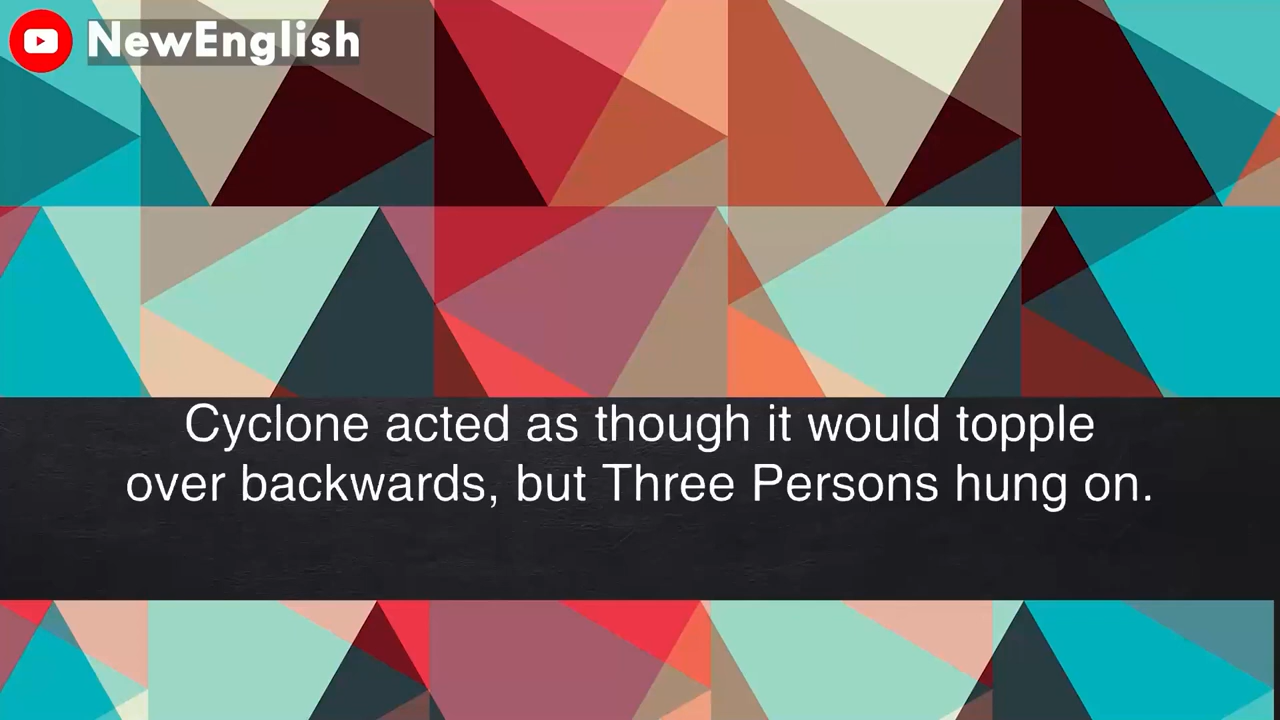 NewEnglish
Cyclone acted as though it would topple
over backwards, but Three Persons hung on.